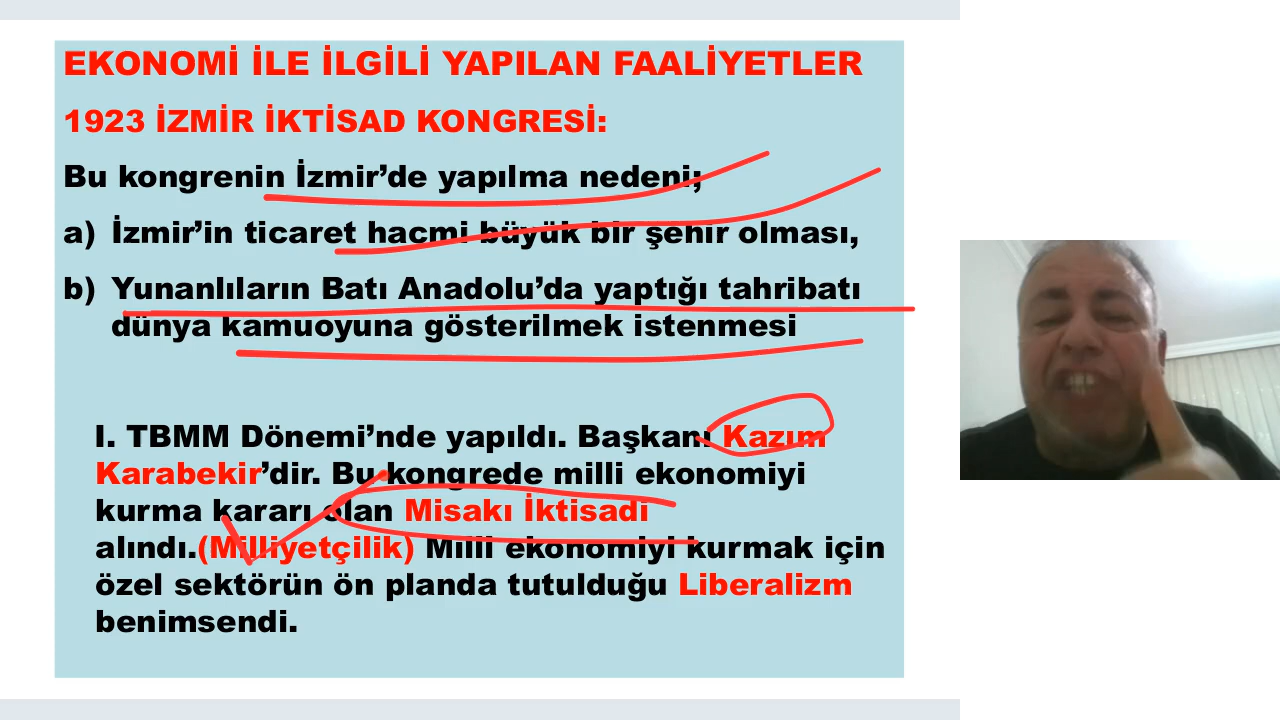 EKONOMİ İLE İLGİLİ YAPILAN FAALİYETLER
1923 İZMİR İKTİSAD KONGRESİ:
Bu kongrenin İzmir’de yapılma nedeni;
a) İzmir’in ticaret hacmi büyük bir şehir olması,
b) Yunanlıların Batı Anadolu’da yaptığı tahribatı
dünya kamuoyuna gösterilmek istenmesi
I. TBMM Dönemi’nde yapıldı. Başkanı Kazım
Karabekir’dir. Bu kongrede milli ekonomiyi
kurma kararı olan Misakı İktisadi
alındı.(Milliyetçilik) Milli ekonomiyi kurmak için
özel sektörün ön planda tutulduğu Liberalizm
benimsendi.